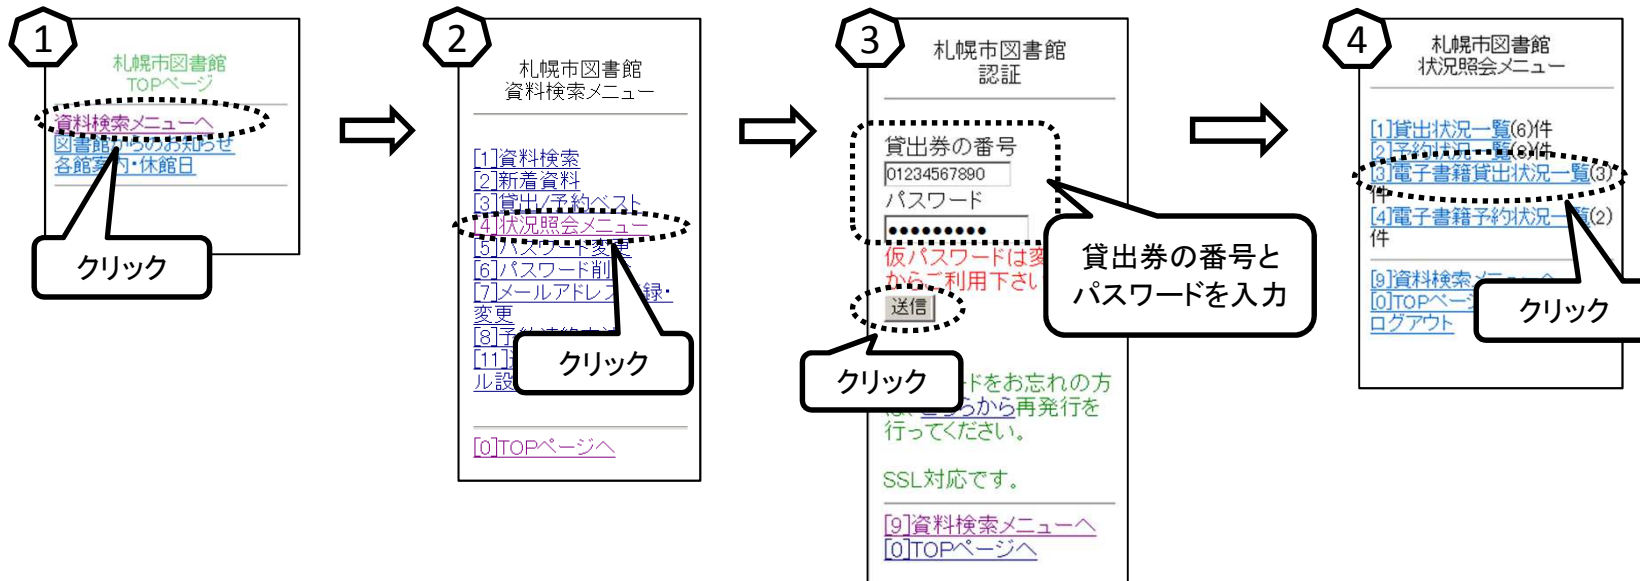 1
札幌市図書館
TOPページ
資料検索メニューへ
図書館からのお知らせ
各館案内・休館日
クリック
2
札幌市図書館
資料検索メニュー
[1]資料検索
[2]新着資料
[3]貸出/予約ベスト
[4]状況照会メニュー
[5]パスワード変更
[6]パスワード削
[7]メールアドレス 録・
変更
[8]予約連絡
[11]
ル設
クリック
[0]TOPページへ
3
札幌市図書館
認証
貸出券の番号
01234567890
パスワード
●●●●●●●●●
仮パスワードは変
からご利用下さい
送信
貸出券の番号と
パスワードを入力
クリック
ドをお忘れの方
は、こちらから再発行を
行ってください。
SSL対応です。
[9]資料検索メニューへ
[0]TOPページへ
4
札幌市図書館
状況照会メニュー
[1]貸出状況一覧(6)件
[2]予約状況一覧(8)件
[3]電子書籍貸出状況一覧(3)
件
[4]電子書籍予約状況一覧(2)
件
[9]資料検索メニューへ
[0]TOPページ
ログアウト
クリック